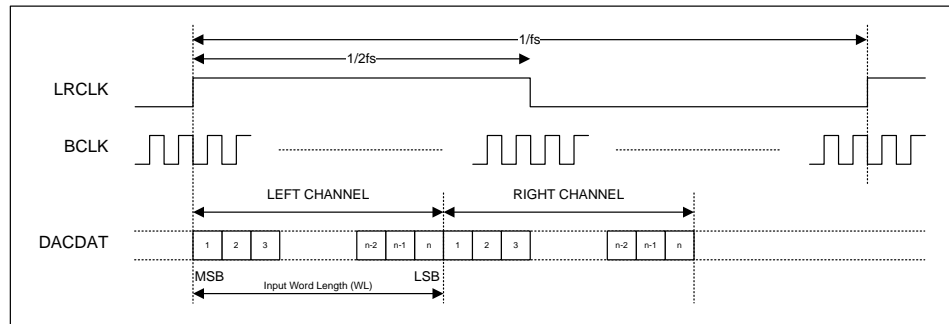 1/fs
1/2fs
LRCLK
BCLK
LEFT CHANNEL RIGHT CHANNEL
DACDAT 1 2 3 n-2 n-1 n 1 2 3 n-2 n-1 n
MSB LSB
Input Word Length (WL)